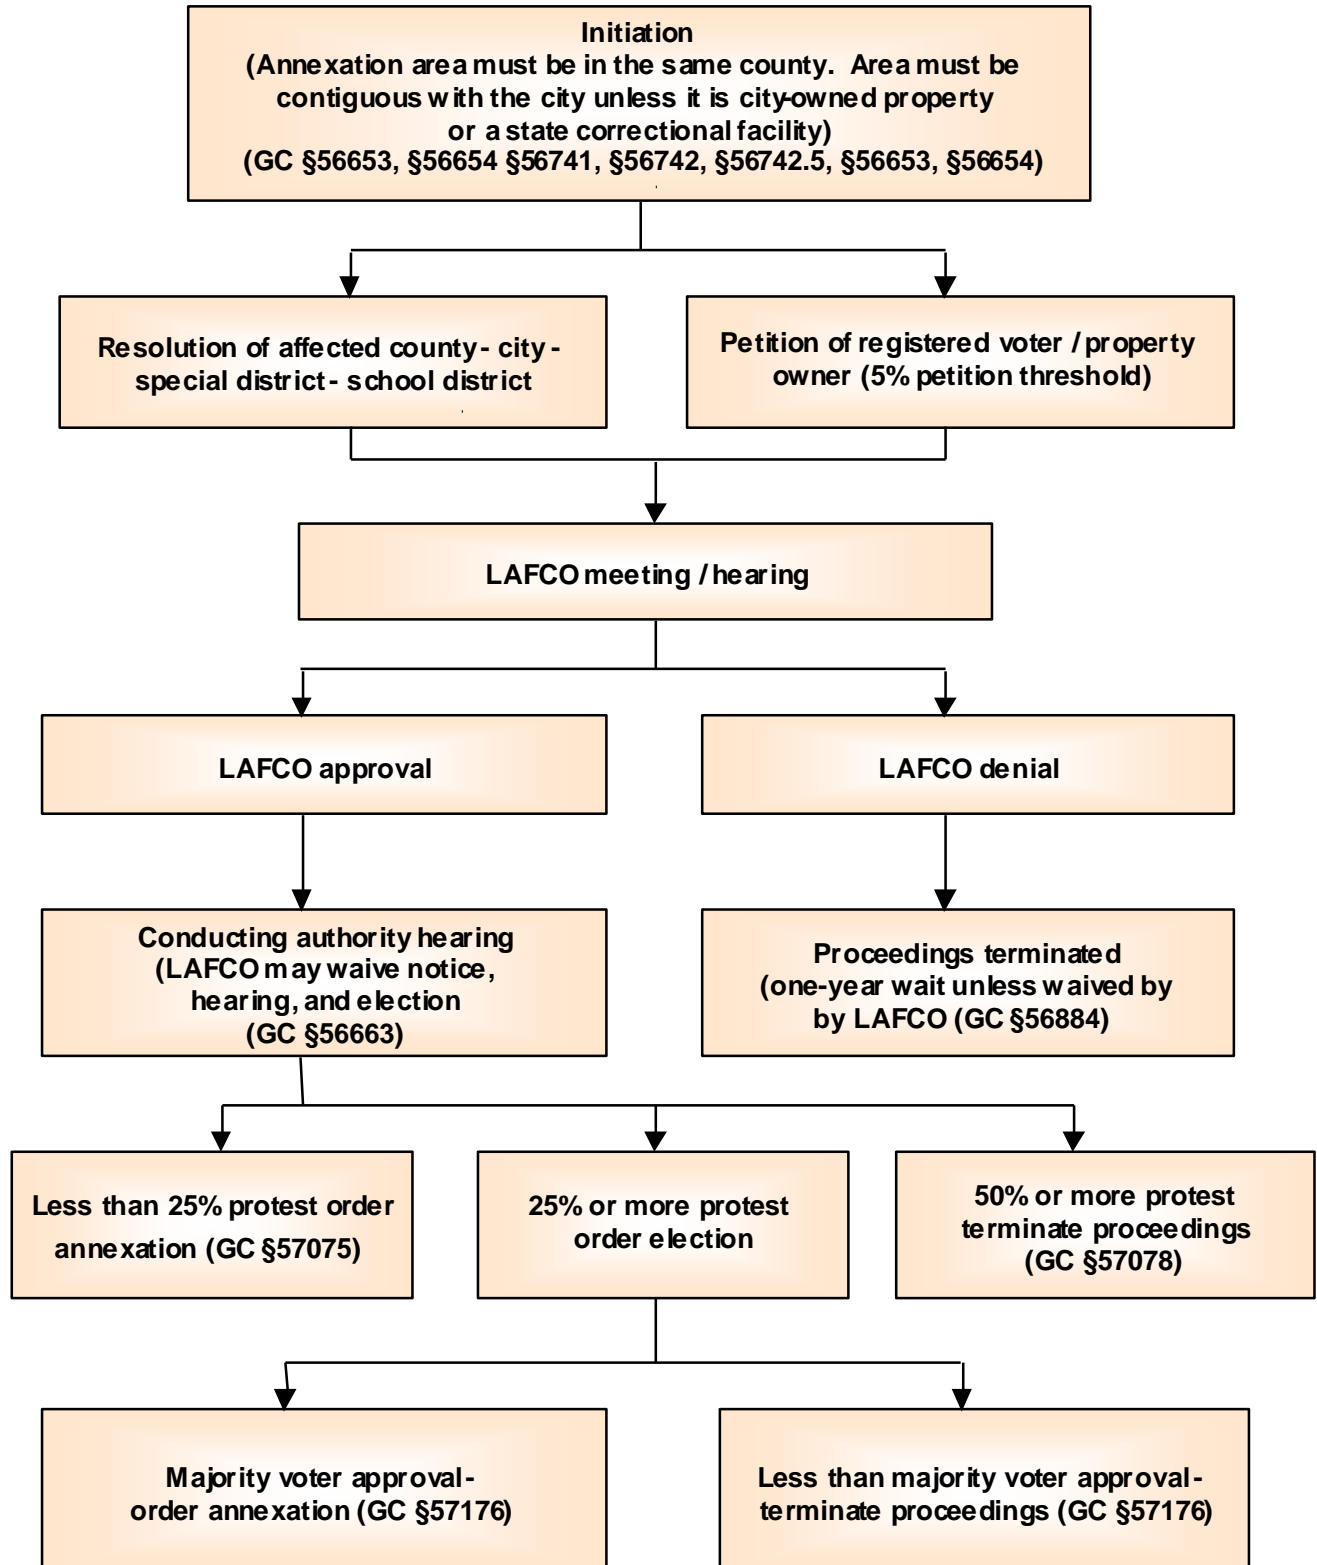 Initiation
(Annexation area must be in the same county. Area must be
contiguous with the city unless it is city-owned property
or a state correctional facility)
(GC §56653, §56654 §56741, §56742, §56742.5, §56653, §56654)
Resolution of affected county - city -
special district - school district
Petition of registered voter / property
owner (5% petition threshold)
LAFCO meeting / hearing
LAFCO approval
LAFCO denial
Conducting authority hearing
(LAFCO may waive notice,
hearing, and election
(GC §56663)
Proceedings terminated
(one-year wait unless waived by
by LAFCO (GC §56884)
Less than 25% protest order
annexation (GC §57075)
25% or more protest
order election
50% or more protest
terminate proceedings
(GC §57078)
Majority voter approval-
order annexation (GC §57176)
Less than majority voter approval-
terminate proceedings (GC §57176)